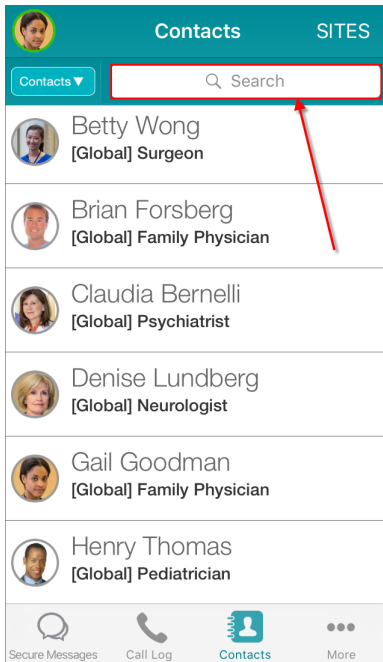 Contacts
SITES
Contacts ▼
Search
Betty Wong
[Global] Surgeon
Brian Forsberg
[Global] Family Physician
Claudia Bernelli
[Global] Psychiatrist
Denise Lundberg
[Global] Neurologist
Gail Goodman
[Global] Family Physician
Henry Thomas
[Global] Pediatrician
Secure Messages
Call Log
Contacts
More